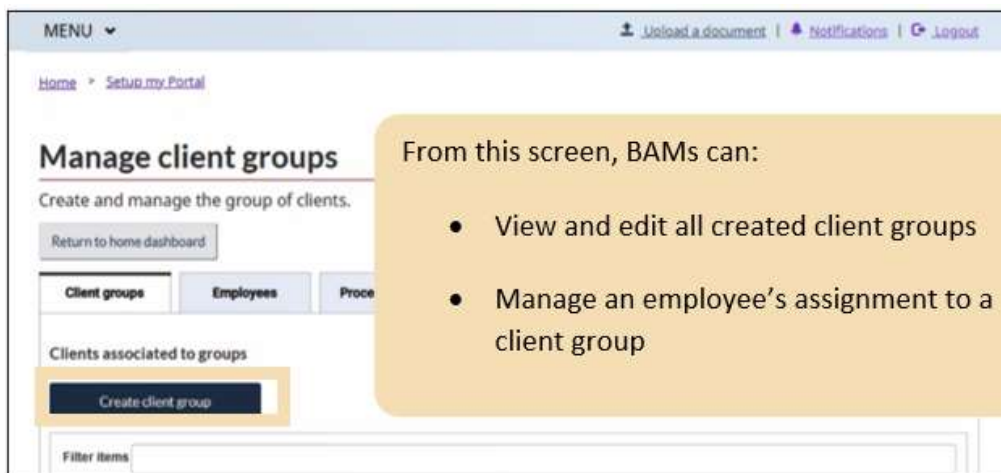 MENU
Upload a document | Notifications | Logout
Home > Setup my Portal
Manage client groups
Create and manage the group of clients.
Return to home dashboard
Client groups Employees
Clients associated to groups
Create client group
Filter items
From this screen, BAMs can:
• View and edit all created client groups
• Manage an employee's assignment to a
client group